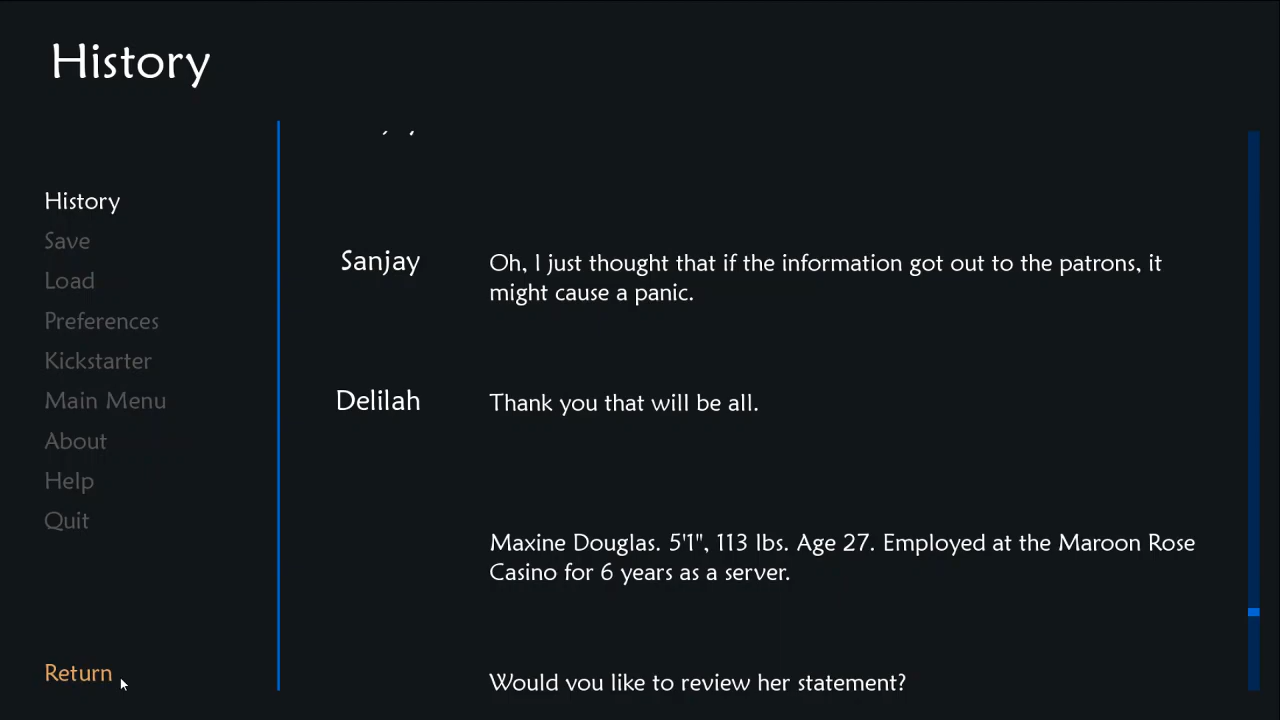 History
History
Save
Load
Preferences
Kickstarter
Main Menu
About
Help
Quit
Return
Sanjay
Oh, I just thought that if the information got out to the patrons, it
might cause a panic.
Delilah
Thank you that will be all.
Maxine Douglas. 5'1", 113 lbs. Age 27. Employed at the Maroon Rose
Casino for 6 years as a server.
Would you like to review her statement?